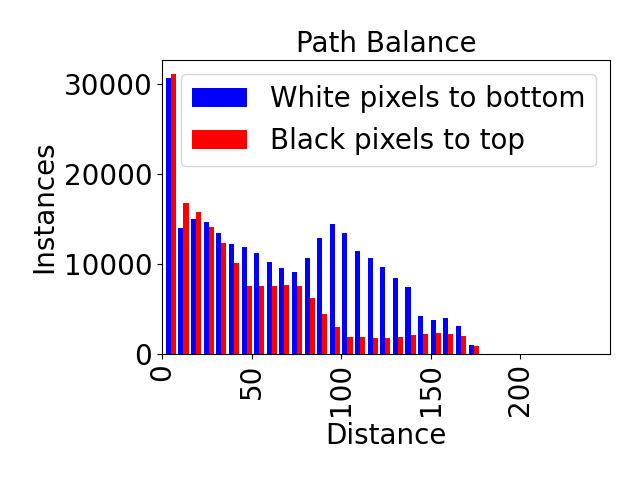 Path Balance
White pixels to bottom
Black pixels to top
Instances
30000
20000
10000
0
0
50
100
150
200
Distance